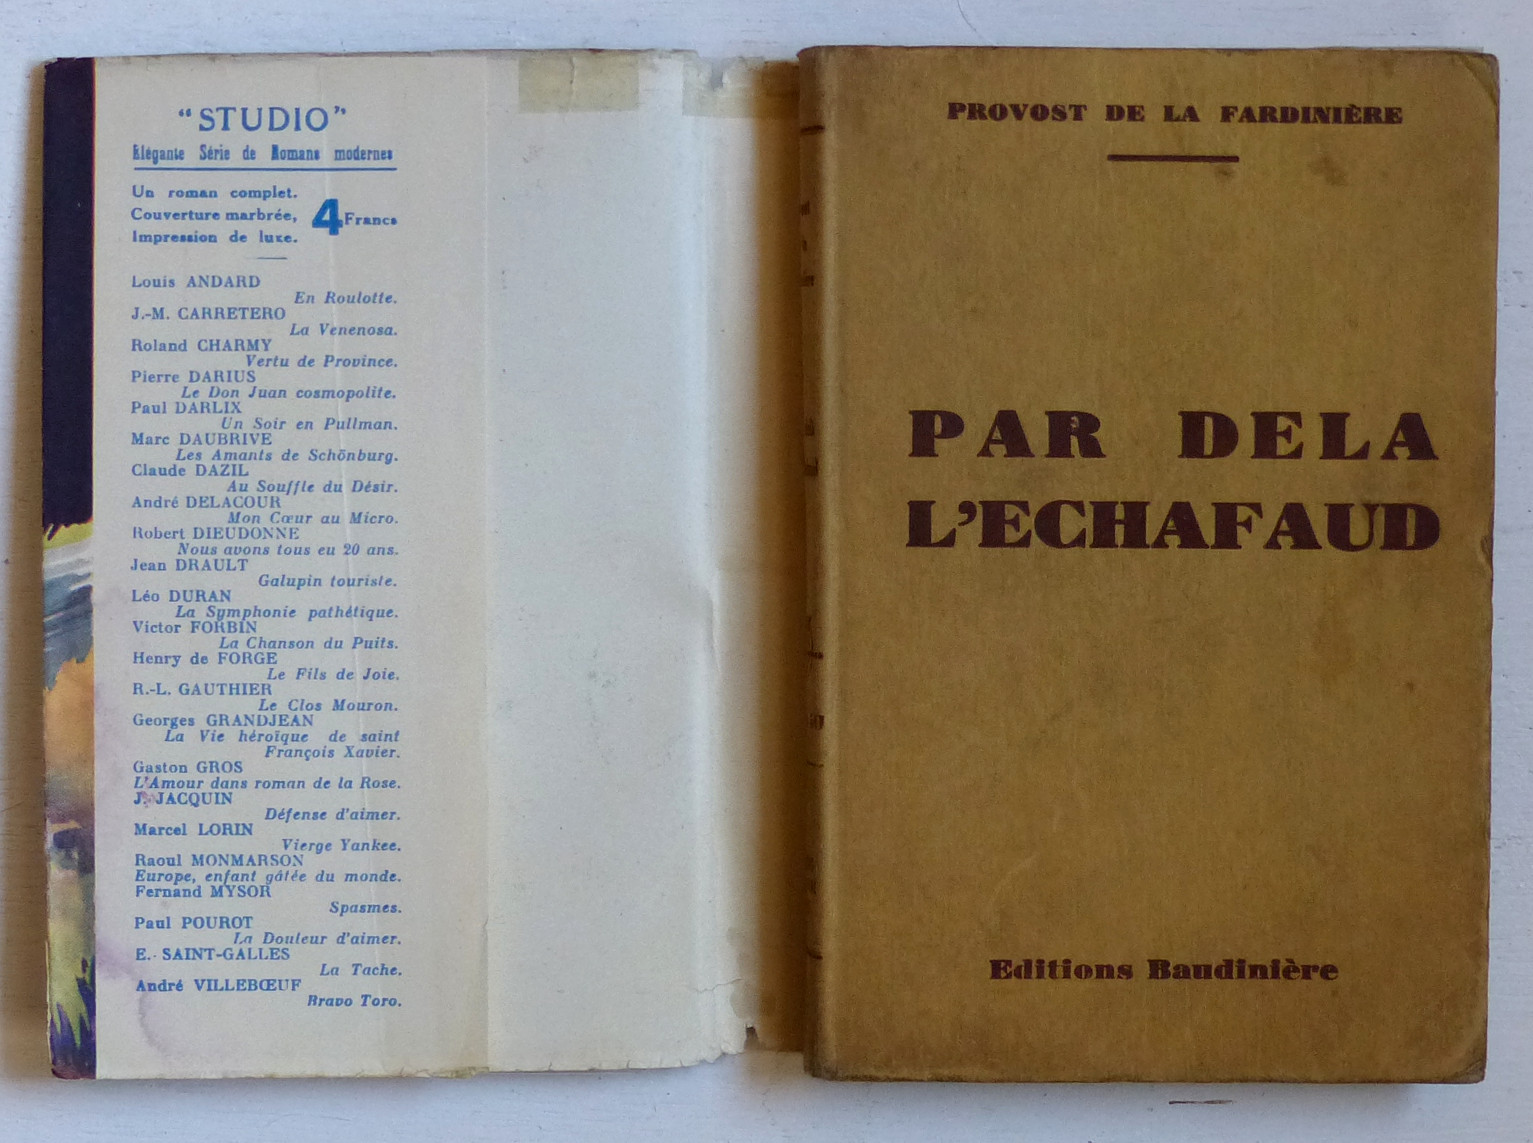 “STUDIO”
Elégante Série de Romans modernes
Un roman complet.
Couverture marbrée,
Impression de luxe.
4 Francs
Louis ANDARD
En Roulotte.
J.-M. CARRETERO
La Venenosa.
Roland CHARMY
Vertu de Province.
Pierre DARIUS
Le Don Juan cosmopolite.
Paul DARLIX
Un Soir en Pullman.
Marc DAUBRIVE
Les Amants de Schönburg.
Claude DAZIL
Au Souffle du Désir.
André DELACOUR
Mon Cœur au Micro.
Robert DIEUDONNE
Nous avons tous eu 20 ans.
Jean DRAULT
Galupin touriste.
Léo DURAN
La Symphonie pathétique.
Victor FORBIN
La Chanson du Puits.
Henry de FORGE
Le Fils de Joie.
R.-L. GAUTHIER
Le Clos Mouron.
Georges GRANDJEAN
La Vie héroïque de saint
François Xavier.
Gaston GROS
L'Amour dans roman de la Rose.
J. JACQUIN
Défense d'aimer.
Marcel LORIN
Vierge Yankee.
Raoul MONMARSON
Europe, enfant gâtée du monde.
Fernand MYSOR
Spasmes.
Paul POUROT
La Douleur d'aimer.
E. SAINT-GALLES
La Tache.
André VILLEBŒUF
Bravo Toro.
PROVOST DE LA FARDINIÈRE
PAR DELA
L'ECHAFAUD
Editions Baudinière